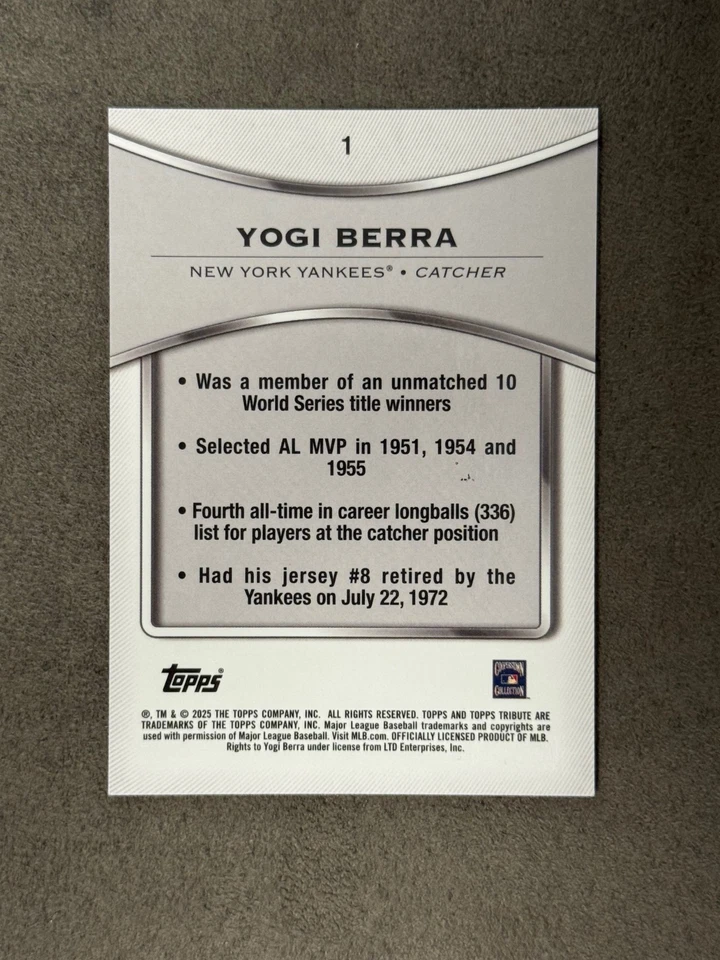 1
YOGI BERRA
NEW YORK YANKEES® • CATCHER
• Was a member of an unmatched 10
World Series title winners
• Selected AL MVP in 1951, 1954 and
1955
• Fourth all-time in career longballs (336)
list for players at the catcher position
• Had his jersey #8 retired by the
Yankees on July 22, 1972
Topps®
COOPERSTOWN
COLLECTION
®, TM & © 2025 THE TOPPS COMPANY, INC. ALL RIGHTS RESERVED. TOPPS AND TOPPS TRIBUTE ARE
TRADEMARKS OF THE TOPPS COMPANY, INC. Major League Baseball trademarks and copyrights are
used with permission of Major League Baseball. Visit MLB.com. OFFICIALLY LICENSED PRODUCT OF MLB.
Rights to Yogi Berra under license from LTD Enterprises, Inc.